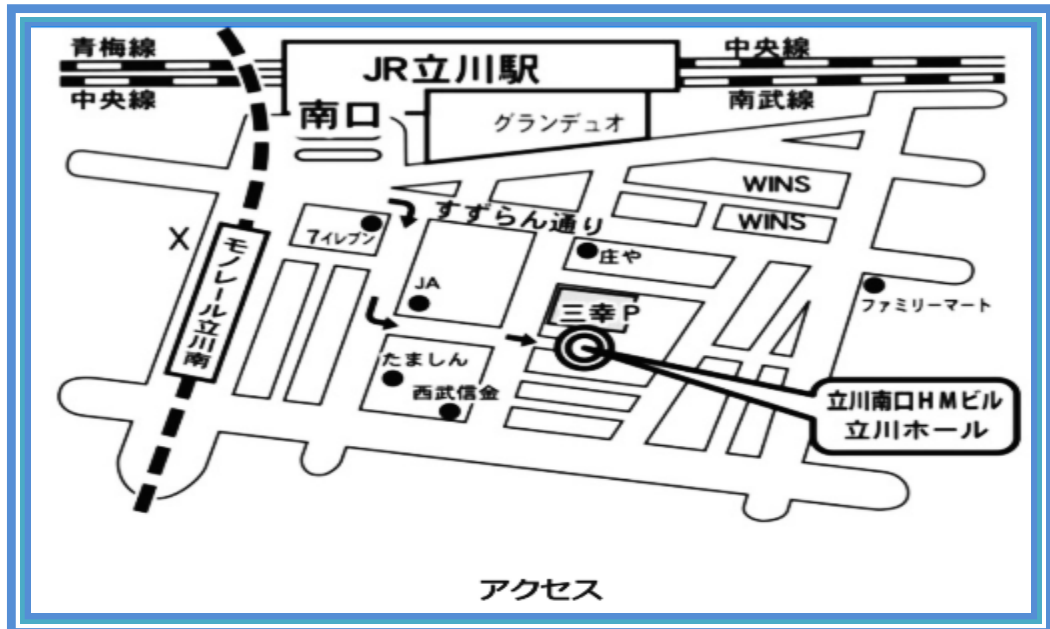 青梅線
中央線
JR立川駅
中央線
南武線
南口
グランデュオ
WINS
WINS
すずらん通り
7イレブン
庄や
モノレール立川南
X
JA
三幸P
ファミリーマート
たましん
西武信金
立川南口HMビル
立川ホール
アクセス